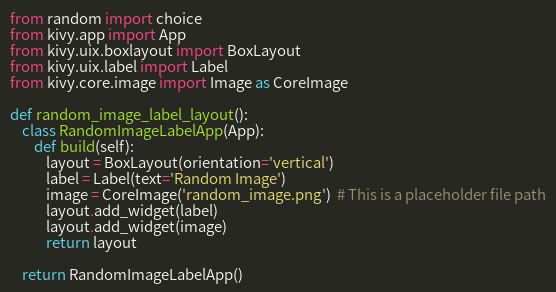 from random import choice
from kivy.app import App
from kivy.uix.boxlayout import BoxLayout
from kivy.uix.label import Label
from kivy.core.image import Image as CoreImage

def random_image_label_layout():
    class RandomImageLabelApp(App):
        def build(self):
            layout = BoxLayout(orientation='vertical')
            label = Label(text='Random Image')
            image = CoreImage('random_image.png')  # This is a placeholder file path
            layout.add_widget(label)
            layout.add_widget(image)
            return layout

    return RandomImageLabelApp()